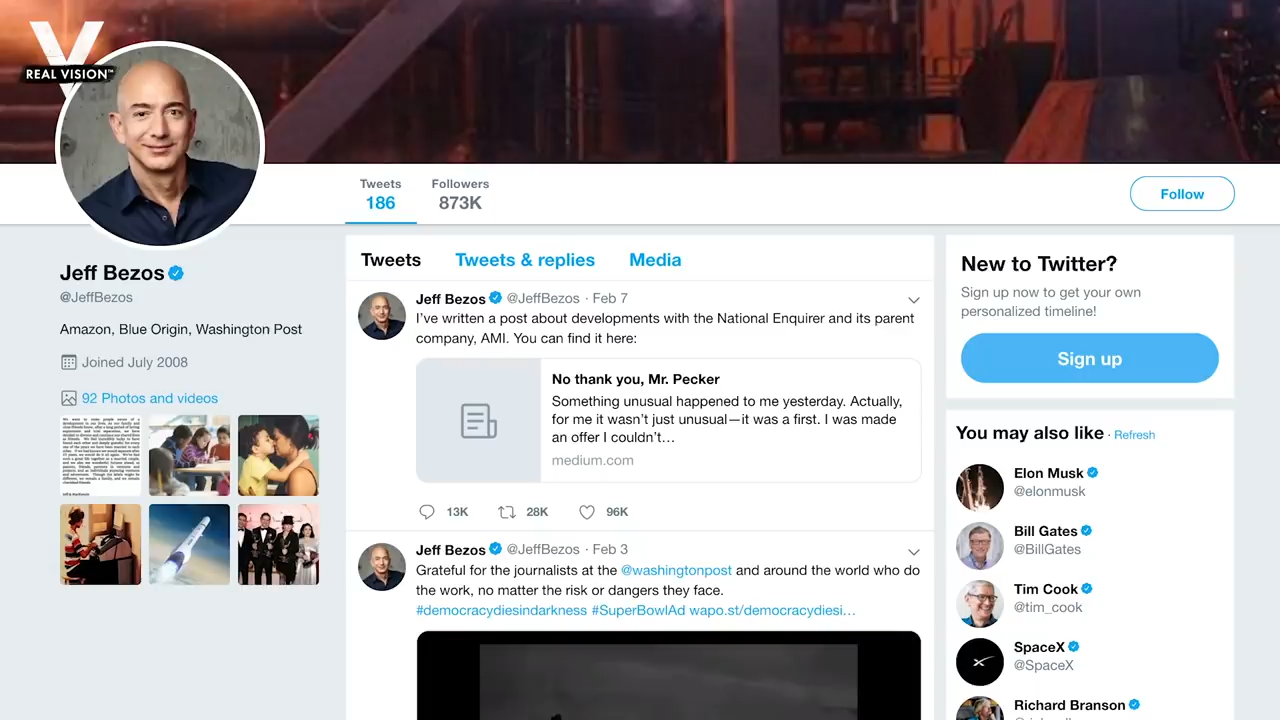 REAL VISION™
Tweets
186
Followers
873K
Follow
Jeff Bezos
@JeffBezos
Amazon, Blue Origin, Washington Post
Joined July 2008
92 Photos and videos
Tweets
Tweets & replies
Media
Jeff Bezos @JeffBezos · Feb 7
I've written a post about developments with the National Enquirer and its parent
company, AMI. You can find it here:
No thank you, Mr. Pecker
Something unusual happened to me yesterday. Actually,
for me it wasn't just unusual—it was a first. I was made
an offer I couldn't...
medium.com
13K
28K
96K
Jeff Bezos @JeffBezos · Feb 3
Grateful for the journalists at the @washingtonpost and around the world who do
the work, no matter the risk or dangers they face.
#democracydiesindarkness #SuperBowlAd wapo.st/democracydiesi...
New to Twitter?
Sign up now to get your own
personalized timeline!
Sign up
You may also like · Refresh
Elon Musk
@elonmusk
Bill Gates
@BillGates
Tim Cook
@tim_cook
SpaceX
@SpaceX
Richard Branson